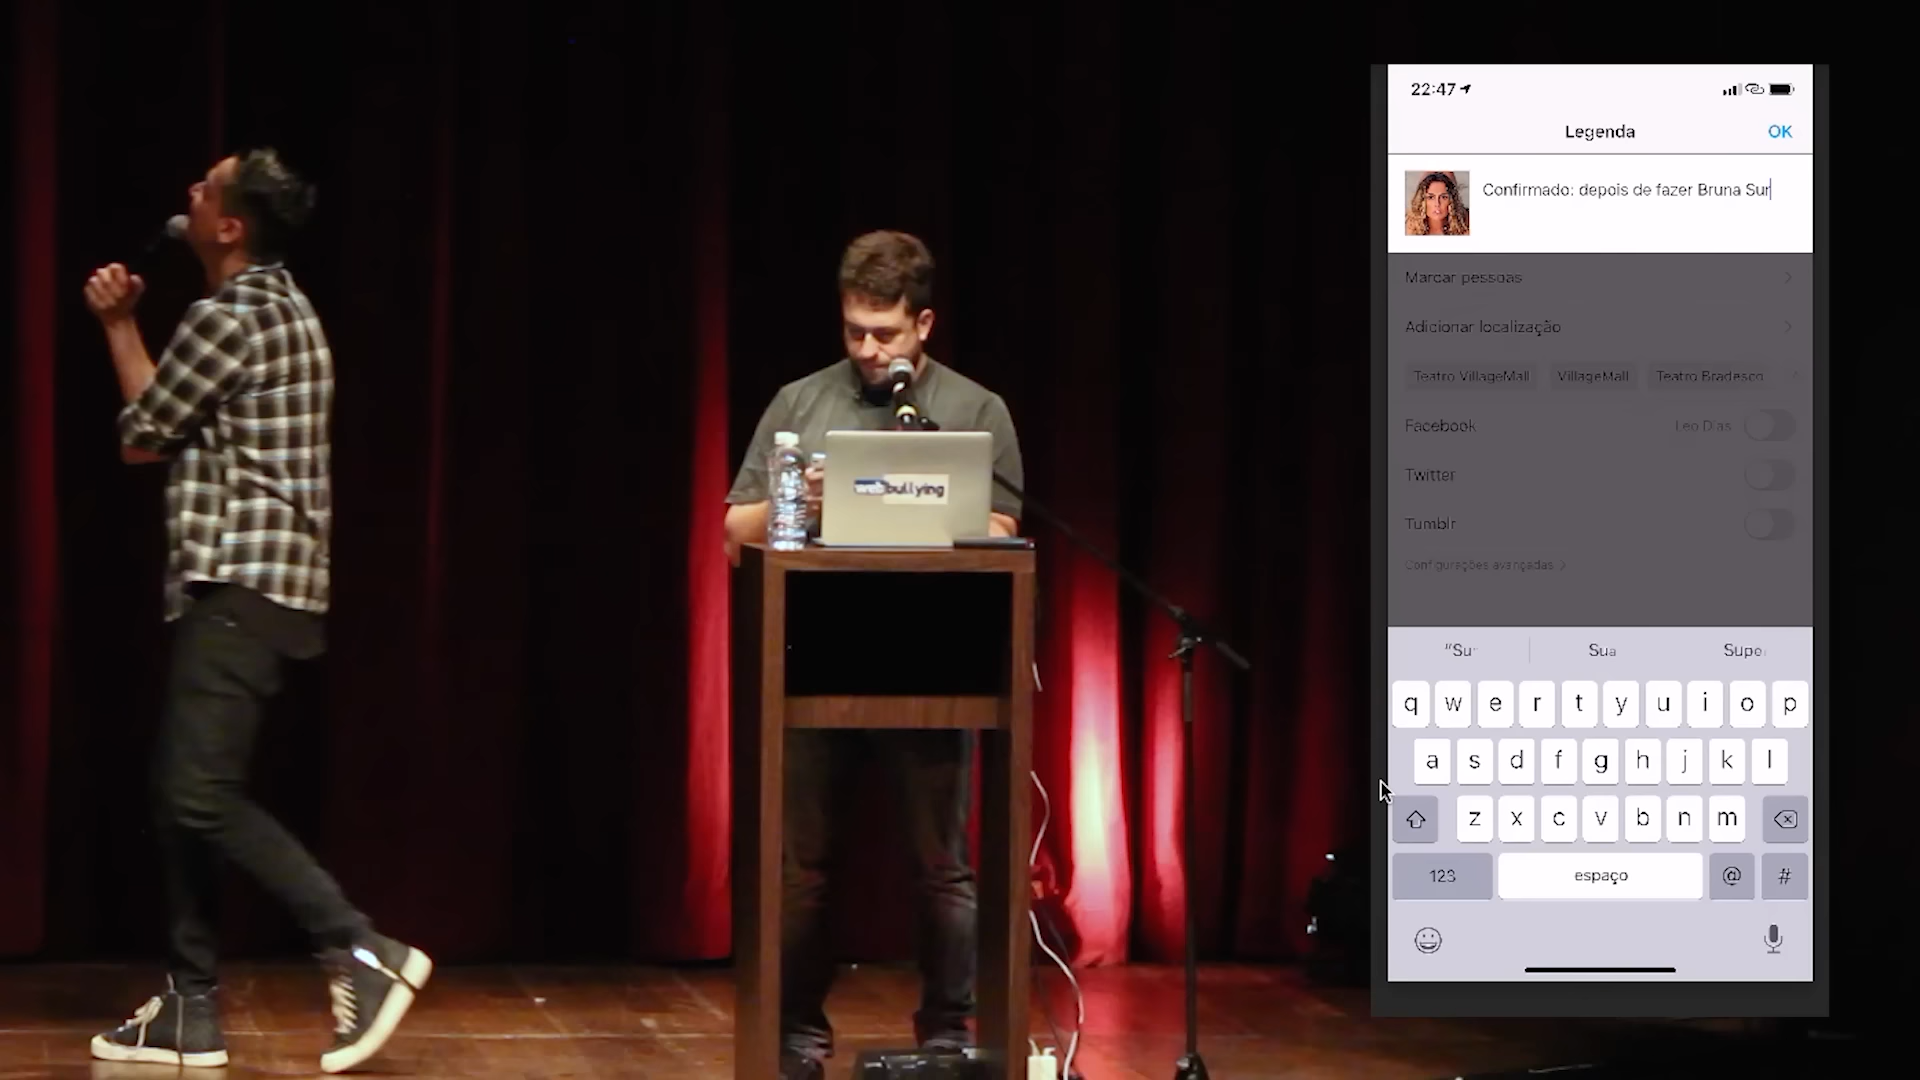 22:47
Legenda
OK
Confirmado: depois de fazer Bruna Sur
Marcar pessoas
Adicionar localização
Teatro VillageMall
VillageMall
Teatro Bradesco
Facebook
Leo Dias
Twitter
Tumblr
Configurações avançadas
"Su
Sua
Supe
q w e r t y u i o p
a s d f g h j k l
z x c v b n m
123
espaço
@
#
webbullying